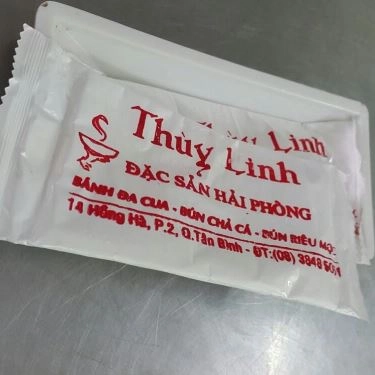 Thùy Linh
Thùy Linh
ĐẶC SẢN HẢI PHÒNG
BÁNH ĐA CUA - BÚN CHẢ CÁ - BÚN RIÊU
14 Hồng Hà, P.2, Q.Tân Bình - ĐT:(08) 3848